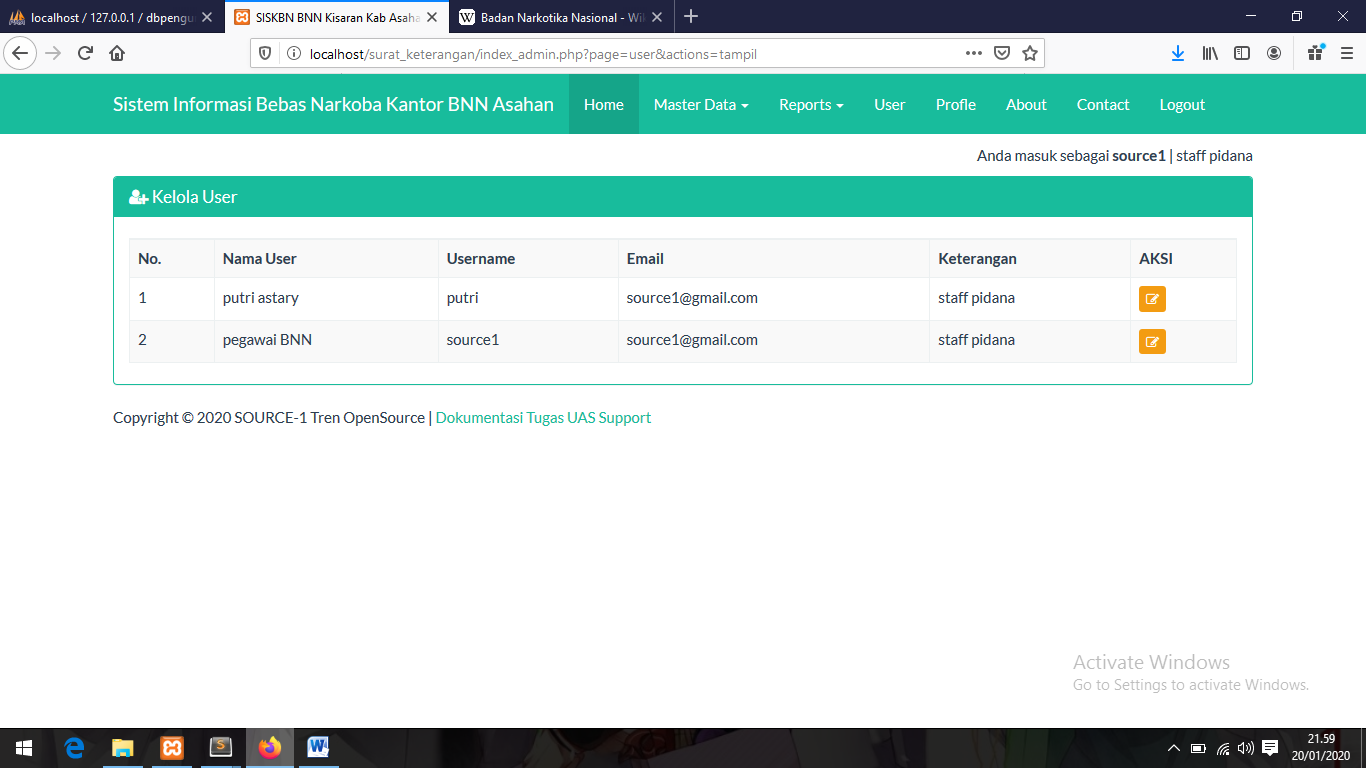 localhost / 127.0.0.1 / dbpengu
SISKBN BNN Kisaran Kab Asaha
Badan Narkotika Nasional - Wik
localhost/surat_keterangan/index_admin.php?page=user&actions=tampil
Sistem Informasi Bebas Narkoba Kantor BNN Asahan Home Master Data Reports User Profle About Contact Logout
Anda masuk sebagai source1 | staff pidana
Kelola User
No. Nama User Username Email Keterangan AKSI
1 putri astary putri source1@gmail.com staff pidana
2 pegawai BNN source1 source1@gmail.com staff pidana
Copyright © 2020 SOURCE-1 Tren OpenSource | Dokumentasi Tugas UAS Support
Activate Windows
Go to Settings to activate Windows.
21.59
20/01/2020